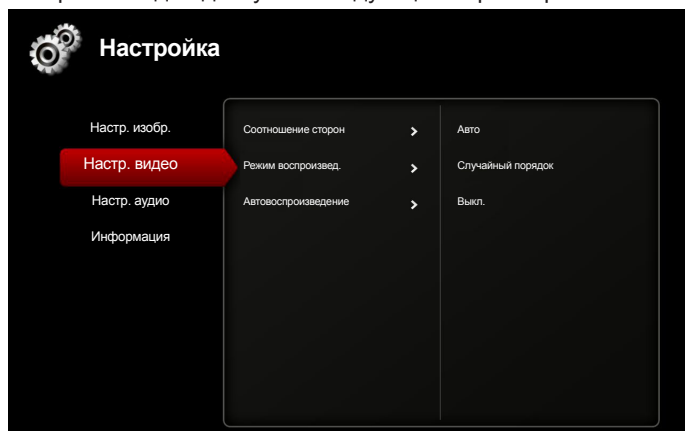 Настройка
Настр. изобр.
Соотношение сторон
Авто
Настр. видео
Режим воспроизвед.
Случайный порядок
Настр. аудио
Автовоспроизведение
Выкл.
Информация